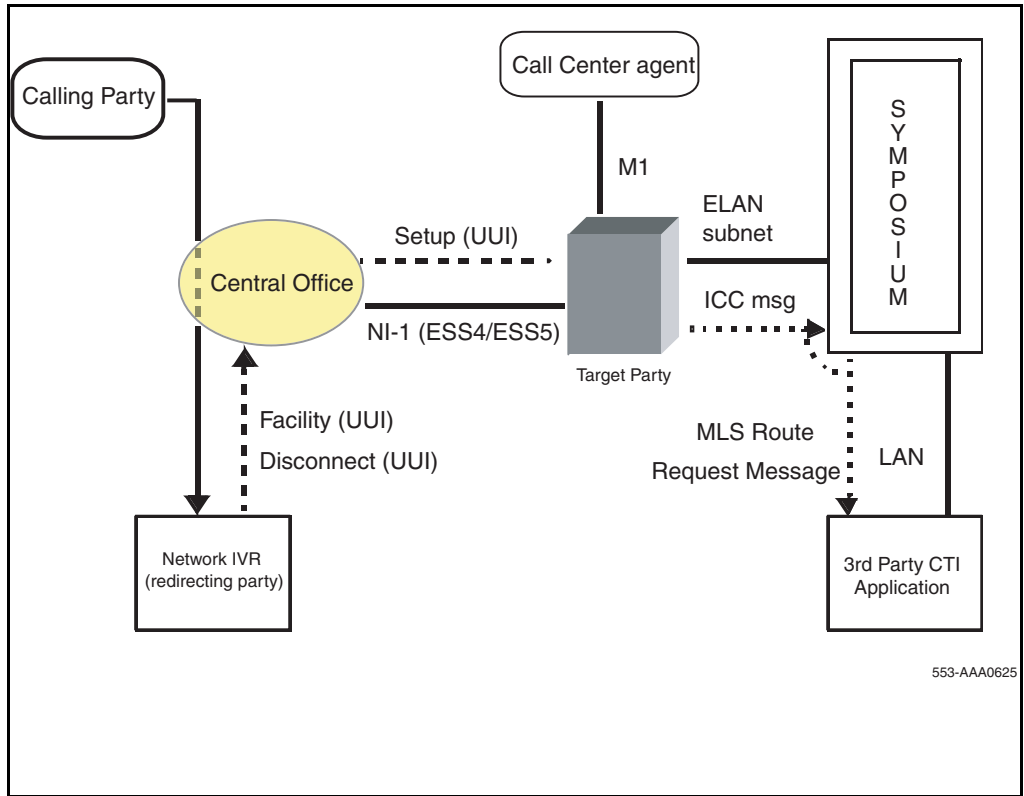 Calling Party
Call Center agent
SYMPOSIUM
M1
ELAN
subnet
Setup (UUI)
Central Office
ICC msg
NI-1 (ESS4/ESS5)
Target Party
Facility (UUI)
Disconnect (UUI)
MLS Route
Request Message
LAN
Network IVR
(redirecting party)
3rd Party CTI
Application
553-AAA0625